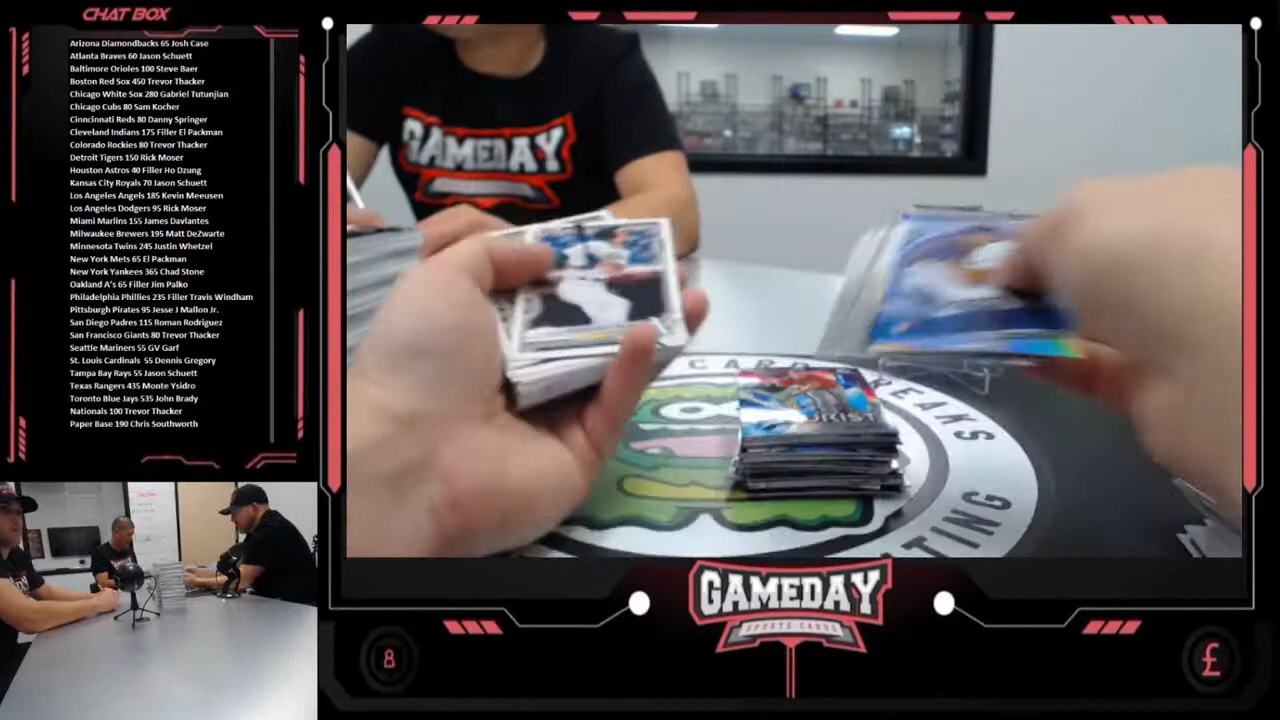 CHAT BOX
Arizona Diamondbacks 65 Josh Case
Atlanta Braves 60 Jason Schuett
Baltimore Orioles 100 Steve Baer
Boston Red Sox 450 Trevor Thacker
Chicago White Sox 280 Gabriel Tutunjian
Chicago Cubs 80 Sam Kocher
Cinncinnati Reds 80 Danny Springer
Cleveland Indians 175 Filler El Packman
Colorado Rockies 80 Trevor Thacker
Detroit Tigers 150 Rick Moser
Houston Astros 40 Filler Ho Dzung
Kansas City Royals 70 Jason Schuett
Los Angeles Angels 185 Kevin Meeusen
Los Angeles Dodgers 95 Rick Moser
Miami Marlins 155 James Davlantes
Milwaukee Brewers 195 Matt DeZwarte
Minnesota Twins 245 Justin Whetzel
New York Mets 65 El Packman
New York Yankees 365 Chad Stone
Oakland A's 65 Filler Jim Palko
Philadelphia Phillies 235 Filler Travis Windham
Pittsburgh Pirates 95 Jesse J Mallon Jr.
San Diego Padres 115 Roman Rodriguez
San Francisco Giants 80 Trevor Thacker
Seattle Mariners 55 GV Garf
St. Louis Cardinals 55 Dennis Gregory
Tampa Bay Rays 55 Jason Schuett
Texas Rangers 435 Monte Ysidro
Toronto Blue Jays 535 John Brady
Nationals 100 Trevor Thacker
Paper Base 190 Chris Southworth
GAMEDAY
CARD BREAKS
GAMEDAY
SPORTS CARDS
8
£